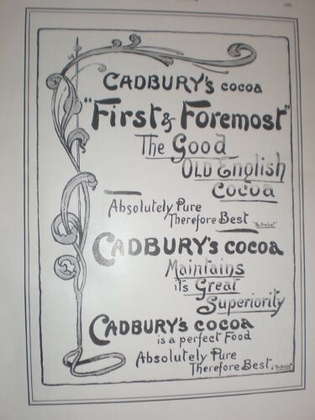 CADBURY's cocoa
"First & Foremost"
The Good
OLD English
Cocoa
Absolutely Pure
Therefore Best
CADBURY's cocoa
Maintains
its Great
Superiority
CADBURY's cocoa
is a perfect Food
Absolutely Pure
Therefore Best